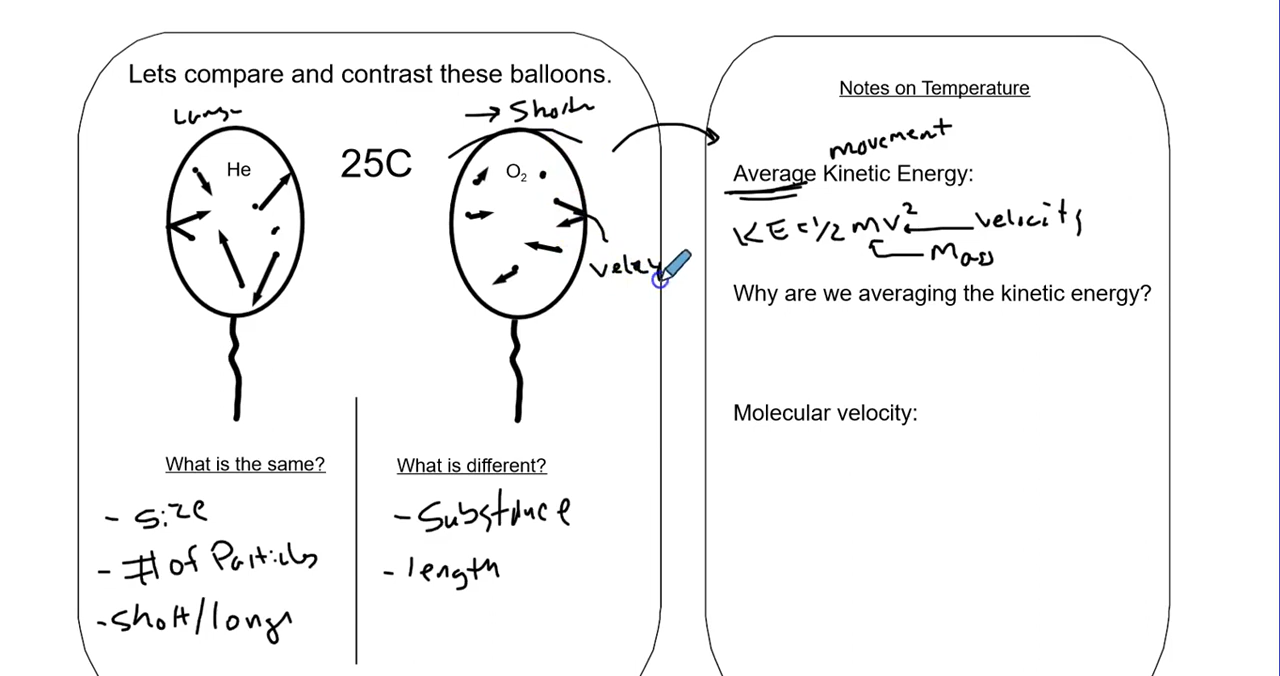 Lets compare and contrast these balloons.
→ Short
He
25C
O₂
What is the same?
- size
- # of Particles
- Short/long
What is different?
- Substance
- length
Notes on Temperature
movement
Average Kinetic Energy:
KE = 1/2 mv² velocity
Mass
Why are we averaging the kinetic energy?
Molecular velocity: